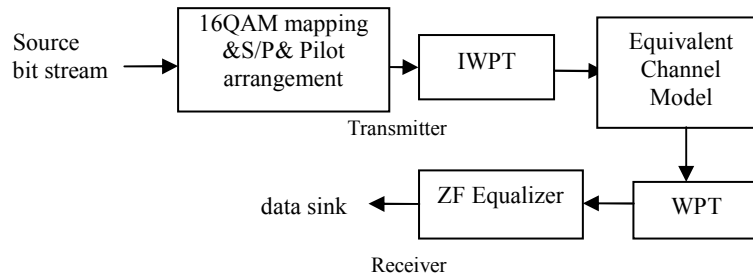 Source
bit stream
16QAM mapping
&S/P& Pilot
arrangement
IWPT
Equivalent
Channel
Model
Transmitter
data sink
ZF Equalizer
WPT
Receiver